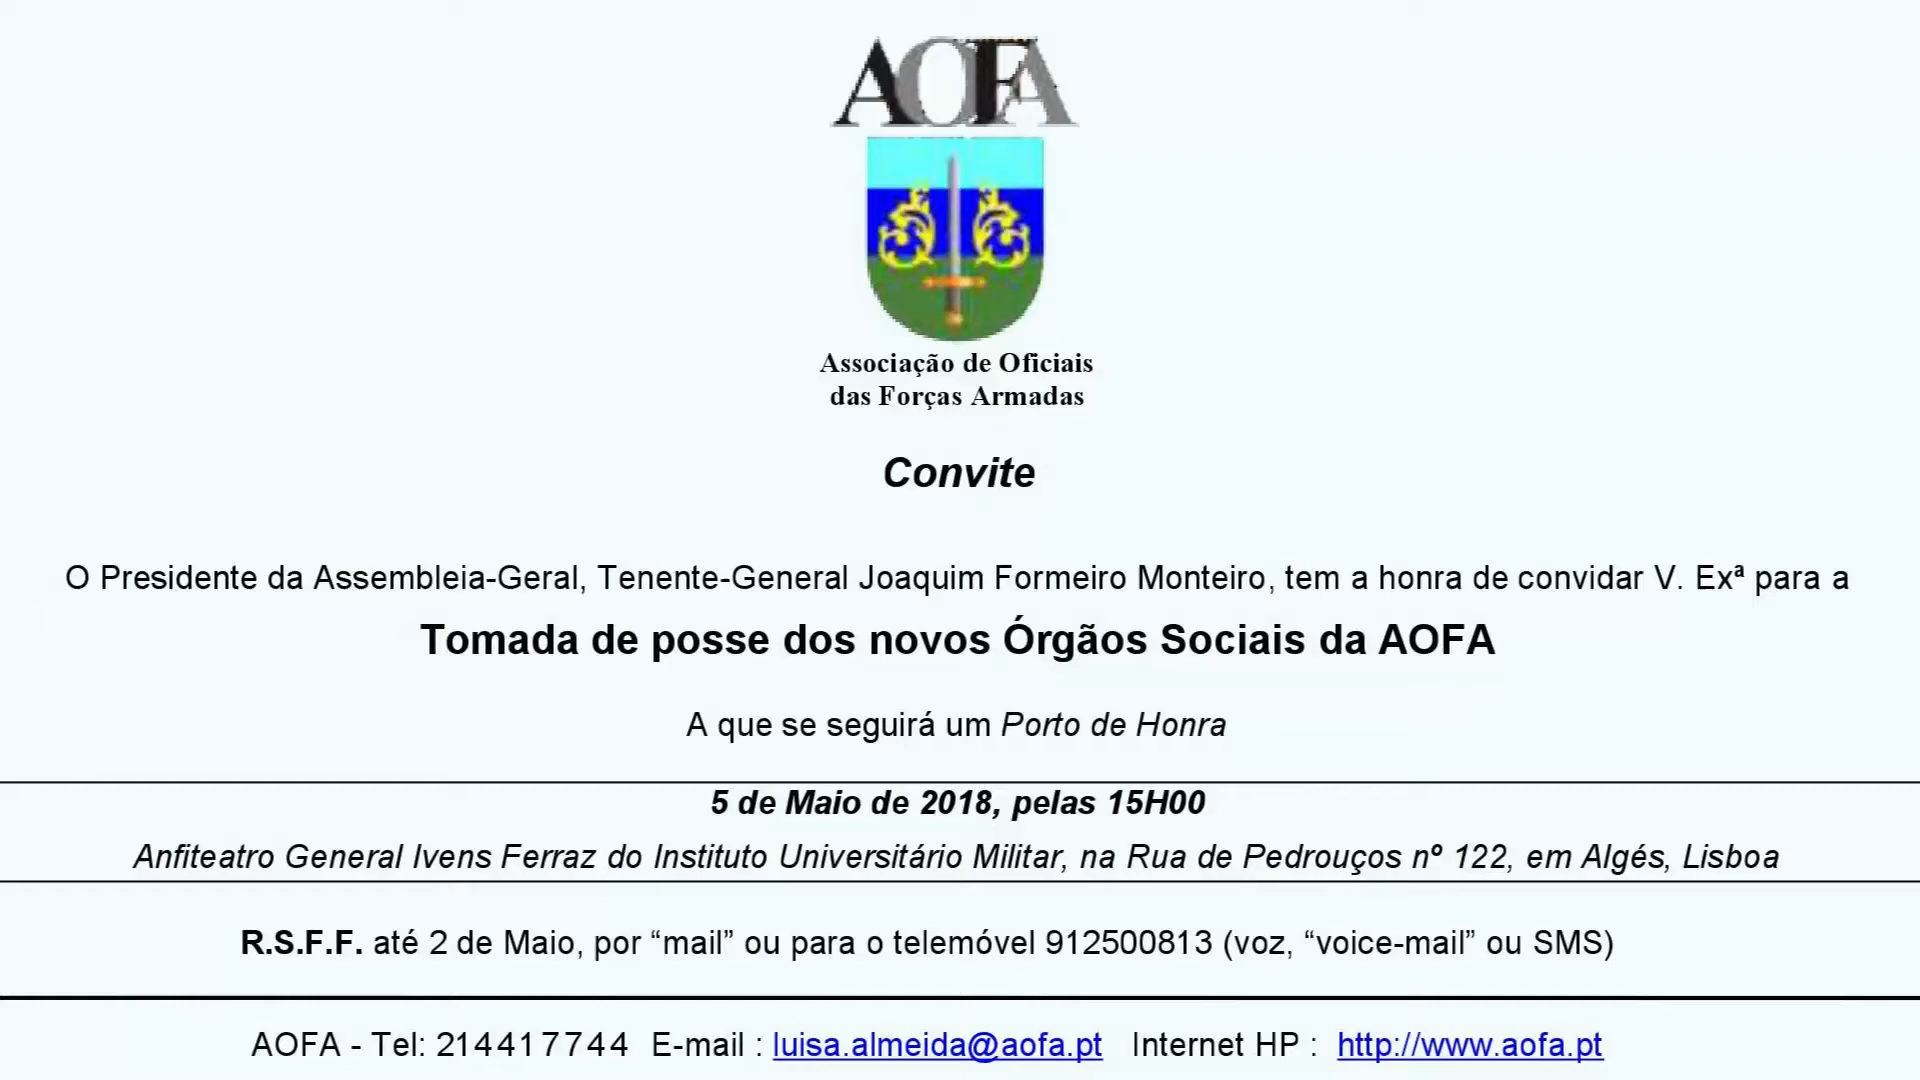 AOFA
Associação de Oficiais
das Forças Armadas
Convite
O Presidente da Assembleia-Geral, Tenente-General Joaquim Formeiro Monteiro, tem a honra de convidar V. Exª para a
Tomada de posse dos novos Órgãos Sociais da AOFA
A que se seguirá um Porto de Honra
5 de Maio de 2018, pelas 15H00
Anfiteatro General Ivens Ferraz do Instituto Universitário Militar, na Rua de Pedrouços nº 122, em Algés, Lisboa
R.S.F.F. até 2 de Maio, por “mail” ou para o telemóvel 912500813 (voz, “voice-mail” ou SMS)
AOFA - Tel: 214417744 E-mail : luisa.almeida@aofa.pt Internet HP : http://www.aofa.pt